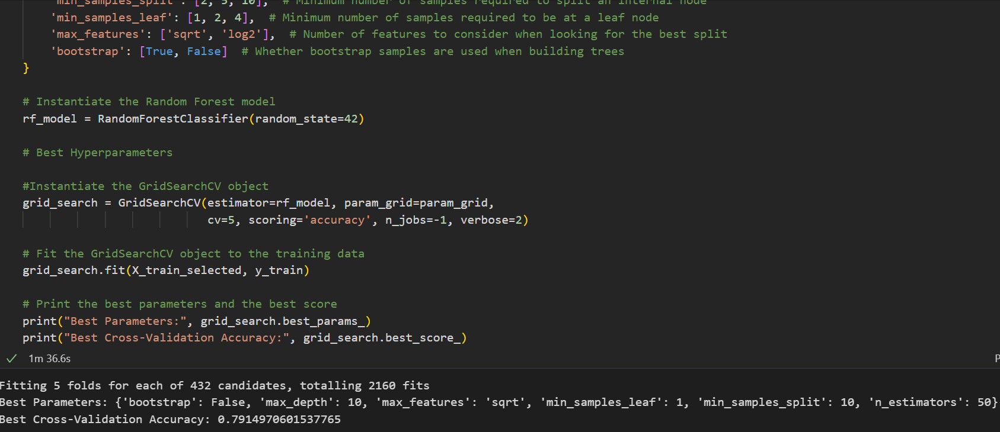 'min_samples_split': [2, 5, 10],  # Minimum number of samples required to split an internal node
'min_samples_leaf': [1, 2, 4],  # Minimum number of samples required to be at a leaf node
'max_features': ['sqrt', 'log2'],  # Number of features to consider when looking for the best split
'bootstrap': [True, False]  # Whether bootstrap samples are used when building trees
}
# Instantiate the Random Forest model
rf_model = RandomForestClassifier(random_state=42)
# Best Hyperparameters
#Instantiate the GridSearchCV object
grid_search = GridSearchCV(estimator=rf_model, param_grid=param_grid,
cv=5, scoring='accuracy', n_jobs=-1, verbose=2)
# Fit the GridSearchCV object to the training data
grid_search.fit(X_train_selected, y_train)
# Print the best parameters and the best score
print("Best Parameters:", grid_search.best_params_)
print("Best Cross-Validation Accuracy:", grid_search.best_score_)
1m 36.6s
P
Fitting 5 folds for each of 432 candidates, totalling 2160 fits
Best Parameters: {'bootstrap': False, 'max_depth': 10, 'max_features': 'sqrt', 'min_samples_leaf': 1, 'min_samples_split': 10, 'n_estimators': 50}
Best Cross-Validation Accuracy: 0.7914970601537765